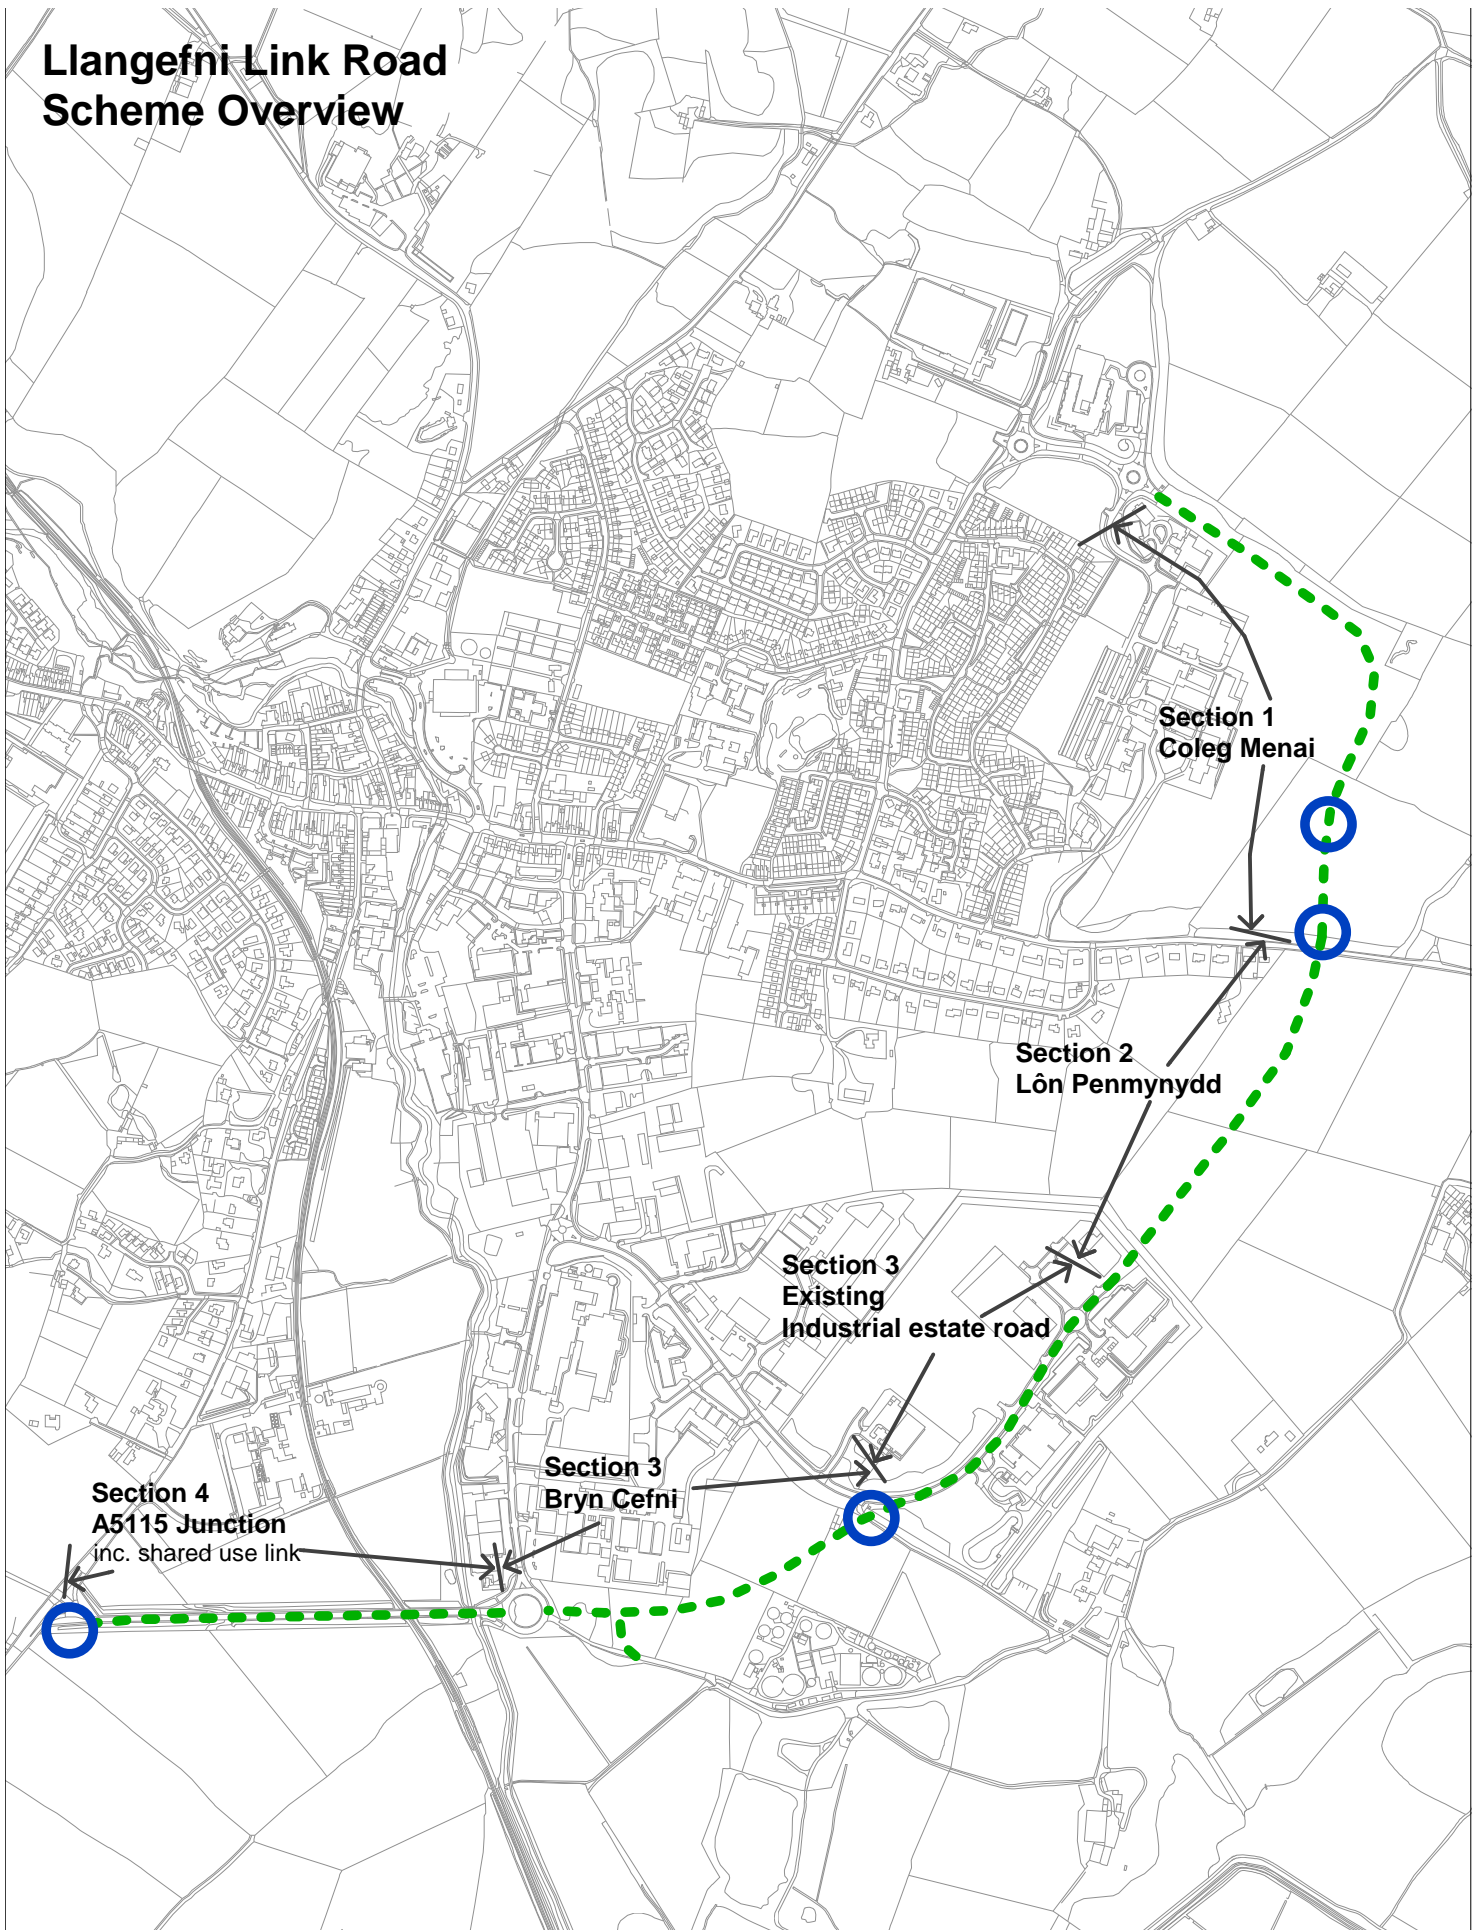 Llangefni Link Road
Scheme Overview
Section 1
Coleg Menai
Section 2
Lôn Penmynydd
Section 3
Existing
Industrial estate road
Section 3
Bryn Cefni
Section 4
A5115 Junction
inc. shared use link